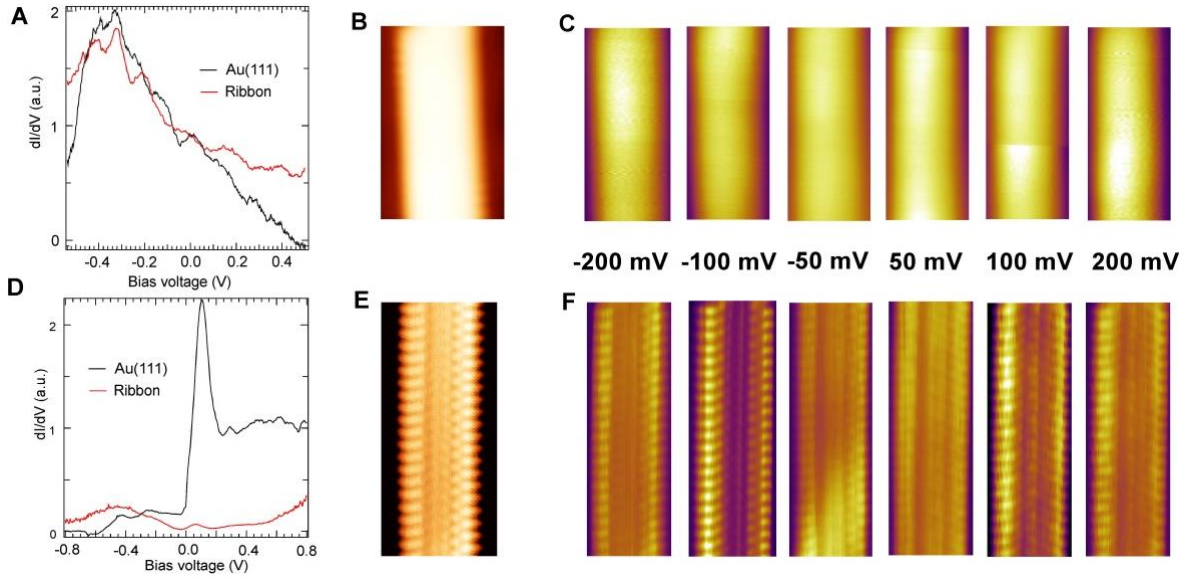 A
2
1
0
dI/dV (a.u.)
Au(111)
Ribbon
-0.4 -0.2 0.0 0.2 0.4
Bias voltage (V)
B
C
-200 mV -100 mV -50 mV 50 mV 100 mV 200 mV
D
2
1
0
dI/dV (a.u.)
Au(111)
Ribbon
-0.8 -0.4 0.0 0.4 0.8
Bias voltage (V)
E
F